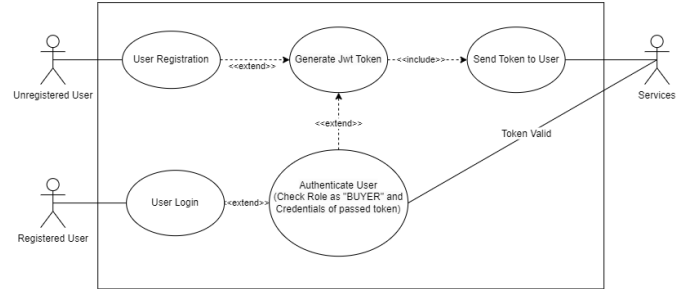 User Registration
<<extend>>
Generate Jwt Token
<<include>>
Send Token to User
Unregistered User
Services
<<extend>>
Token Valid
User Login
<<extend>>
Authenticate User
(Check Role as "BUYER" and
Credentials of passed token)
Registered User